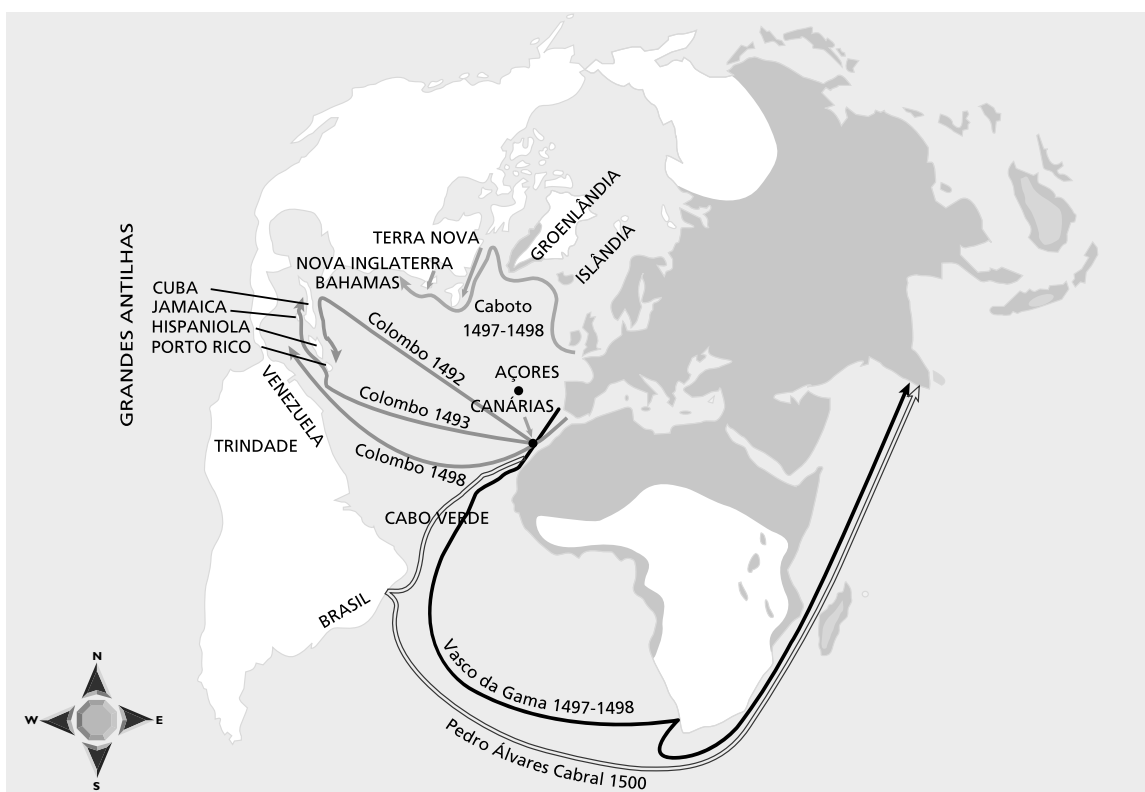 GROENLÂNDIA
ISLÂNDIA
TERRA NOVA
NOVA INGLATERRA
BAHAMAS
GRANDES ANTILHAS
CUBA
JAMAICA
HISPANIOLA
PORTO RICO
Caboto
1497-1498
Colombo 1492
AÇORES
CANÁRIAS
Colombo 1493
VENEZUELA
TRINDADE
Colombo 1498
CABO VERDE
BRASIL
Vasco da Gama 1497-1498
Pedro Álvares Cabral 1500
N
W
E
S